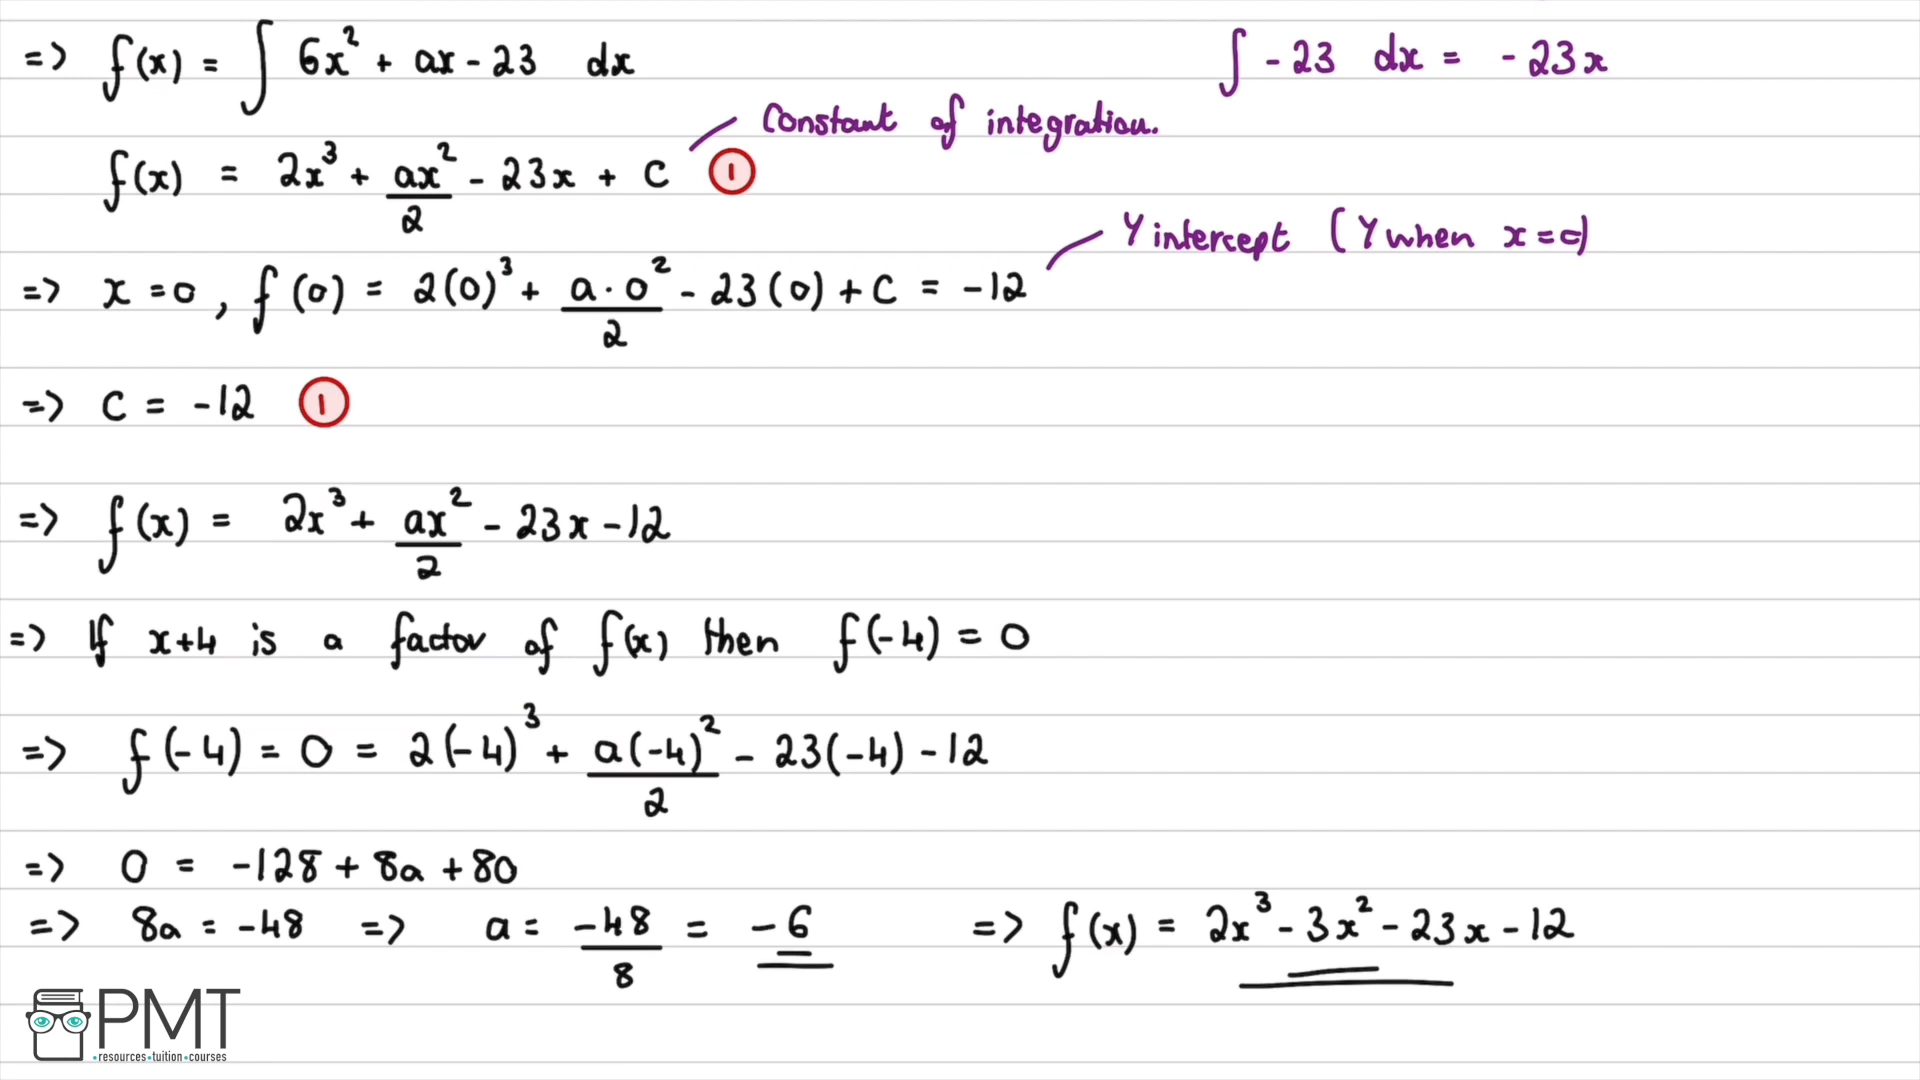 => f(x) = ∫ 6x² + ax - 23 dx
∫ -23 dx = -23x
Constant of integration.
f(x) = 2x³ + ax²/2 - 23x + C ①
Y intercept (Y when x=0)
=> x=0, f(0) = 2(0)³ + a·0²/2 - 23(0) + C = -12
=> C = -12 ①
=> f(x) = 2x³ + ax²/2 - 23x - 12
=> If x+4 is a factor of f(x) then f(-4) = 0
=> f(-4) = 0 = 2(-4)³ + a(-4)²/2 - 23(-4) - 12
=> 0 = -128 + 8a + 80
=> 8a = -48 => a = -48/8 = -6 => f(x) = 2x³ - 3x² - 23x - 12
PMT
resources•tuition•courses